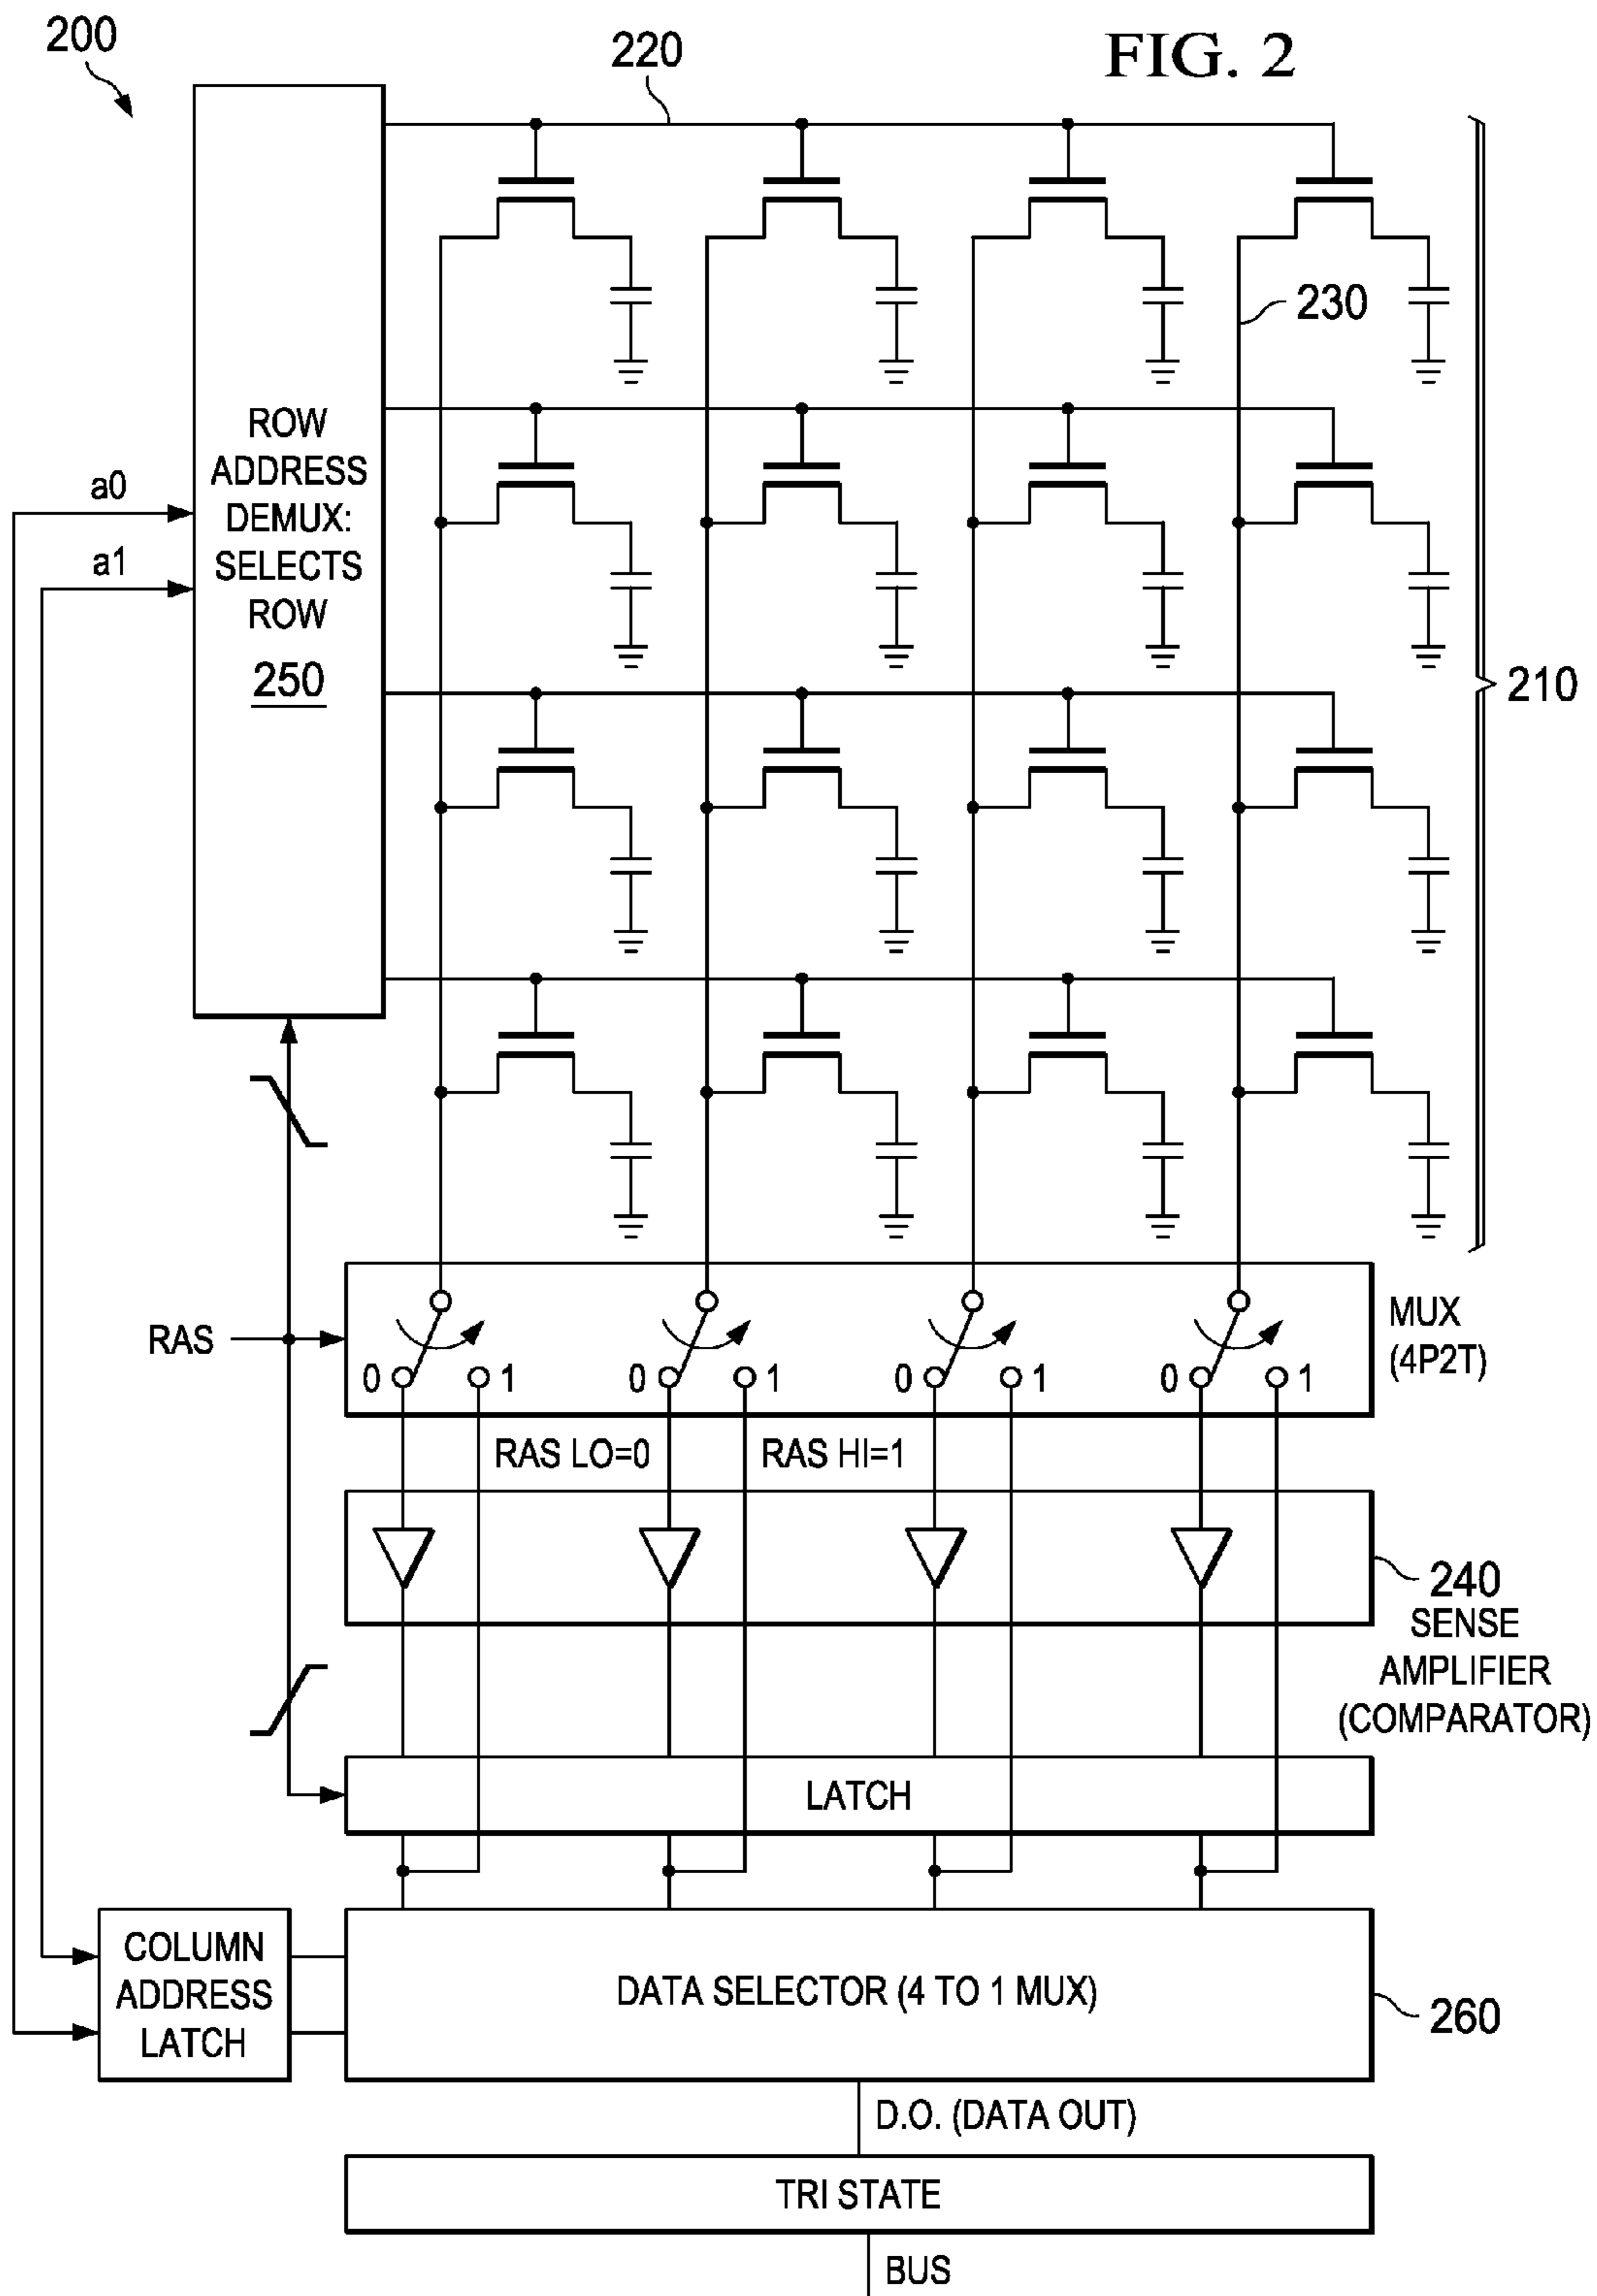 FIG. 2
200
220
230
210
ROW
ADDRESS
DEMUX:
SELECTS
ROW
250
a0
a1
RAS
0 1 0 1 0 1 0 1
MUX
(4P2T)
RAS LO=0 RAS HI=1
240
SENSE
AMPLIFIER
(COMPARATOR)
LATCH
COLUMN
ADDRESS
LATCH
DATA SELECTOR (4 TO 1 MUX)
260
D.O. (DATA OUT)
TRI STATE
BUS